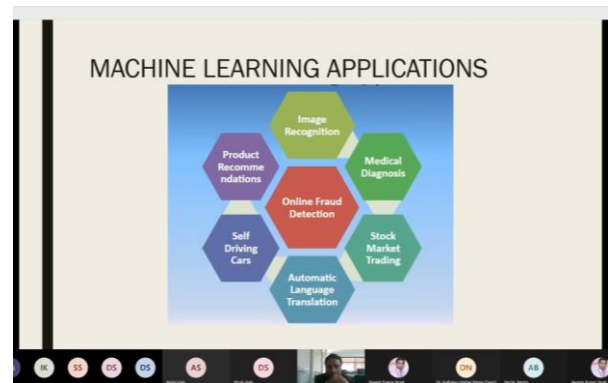 MACHINE LEARNING APPLICATIONS
Image
Recognition
Product
Recomme
ndations
Medical
Diagnosis
Online Fraud
Detection
Self
Driving
Cars
Stock
Market
Trading
Automatic
Language
Translation
IK
SS
DS
DS
AS
DS
DN
AB